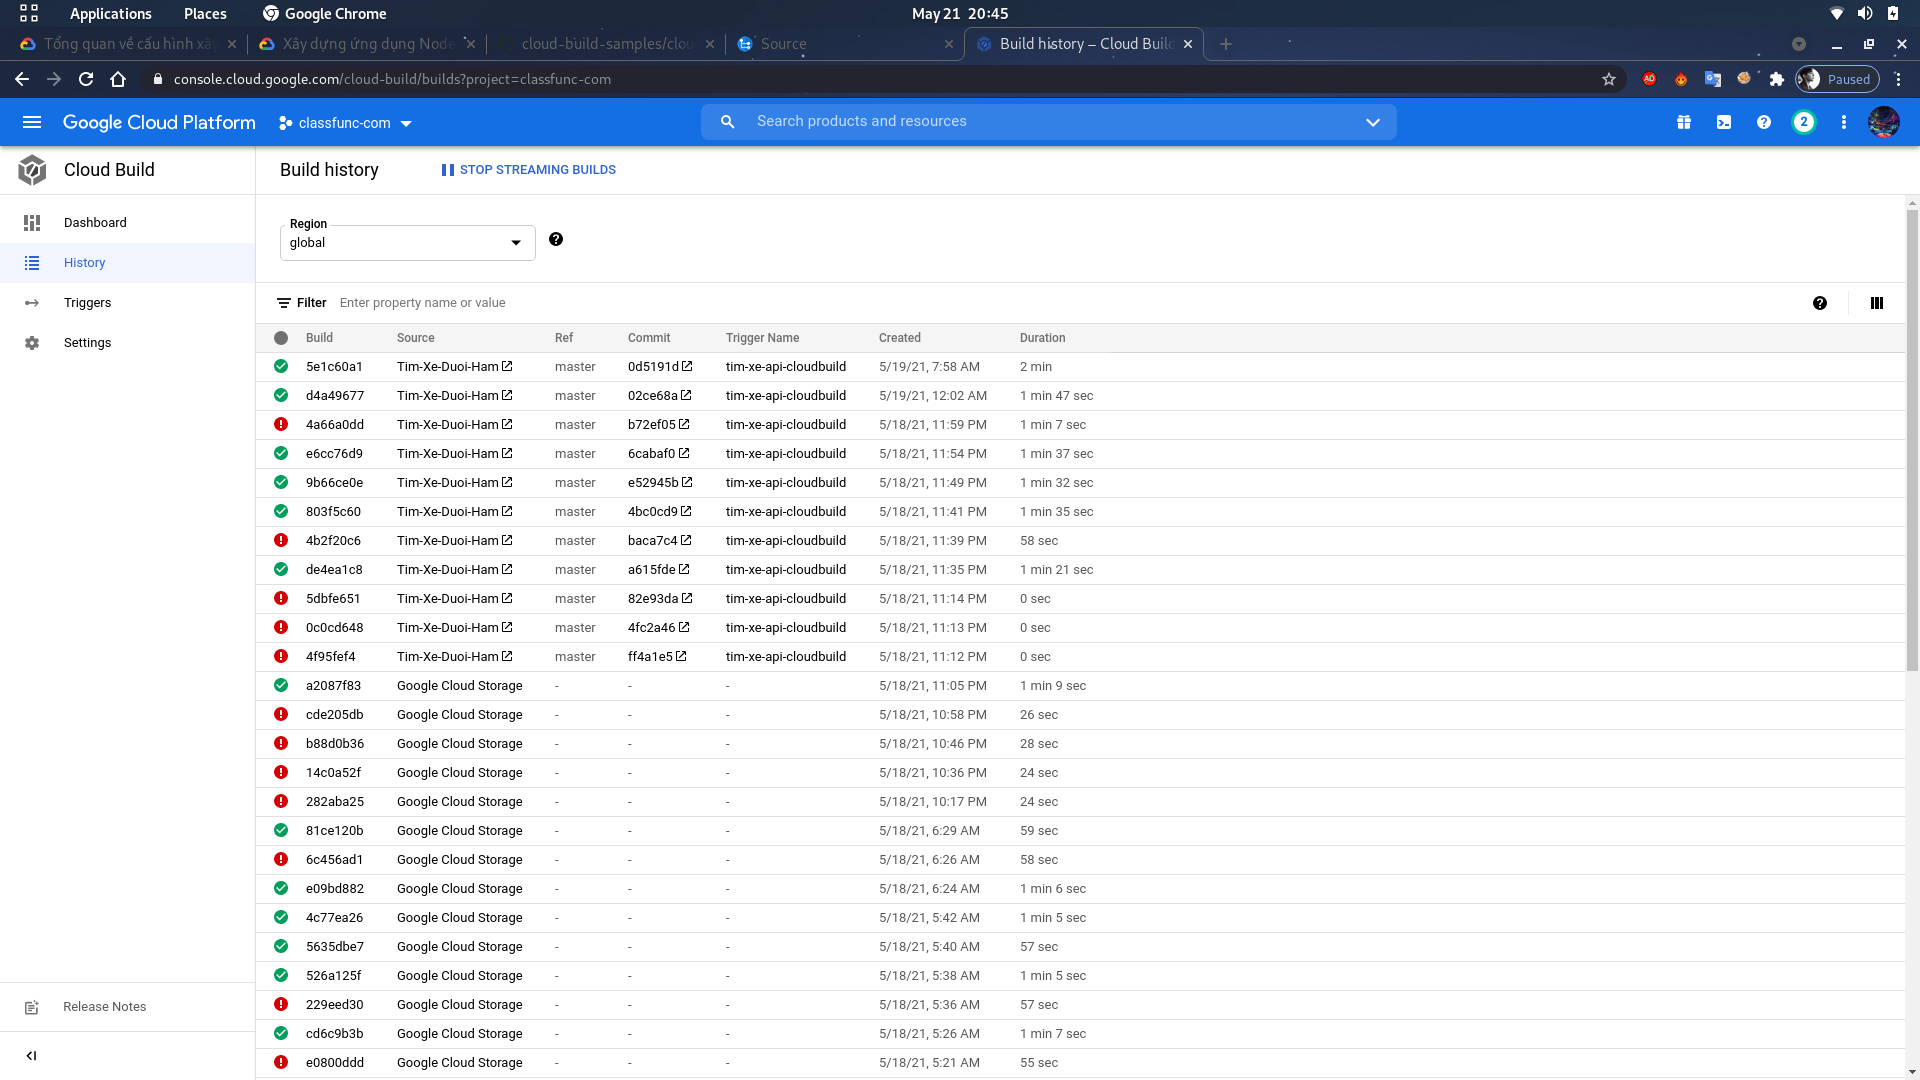 Applications Places Google Chrome May 21 20:45
Tổng quan về cấu hình xâ Xây dựng ứng dụng Node cloud-build-samples/clou Source Build history – Cloud Buil
console.cloud.google.com/cloud-build/builds?project=classfunc-com Paused
Google Cloud Platform classfunc-com Search products and resources 2
Cloud Build Build history STOP STREAMING BUILDS
Dashboard
History
Triggers
Settings
Release Notes
Region
global
Filter Enter property name or value
Build Source Ref Commit Trigger Name Created Duration
5e1c60a1 Tim-Xe-Duoi-Ham master 0d5191d tim-xe-api-cloudbuild 5/19/21, 7:58 AM 2 min
d4a49677 Tim-Xe-Duoi-Ham master 02ce68a tim-xe-api-cloudbuild 5/19/21, 12:02 AM 1 min 47 sec
4a66a0dd Tim-Xe-Duoi-Ham master b72ef05 tim-xe-api-cloudbuild 5/18/21, 11:59 PM 1 min 7 sec
e6cc76d9 Tim-Xe-Duoi-Ham master 6cabaf0 tim-xe-api-cloudbuild 5/18/21, 11:54 PM 1 min 37 sec
9b66ce0e Tim-Xe-Duoi-Ham master e52945b tim-xe-api-cloudbuild 5/18/21, 11:49 PM 1 min 32 sec
803f5c60 Tim-Xe-Duoi-Ham master 4bc0cd9 tim-xe-api-cloudbuild 5/18/21, 11:41 PM 1 min 35 sec
4b2f20c6 Tim-Xe-Duoi-Ham master baca7c4 tim-xe-api-cloudbuild 5/18/21, 11:39 PM 58 sec
de4ea1c8 Tim-Xe-Duoi-Ham master a615fde tim-xe-api-cloudbuild 5/18/21, 11:35 PM 1 min 21 sec
5dbfe651 Tim-Xe-Duoi-Ham master 82e93da tim-xe-api-cloudbuild 5/18/21, 11:14 PM 0 sec
0c0cd648 Tim-Xe-Duoi-Ham master 4fc2a46 tim-xe-api-cloudbuild 5/18/21, 11:13 PM 0 sec
4f95fef4 Tim-Xe-Duoi-Ham master ff4a1e5 tim-xe-api-cloudbuild 5/18/21, 11:12 PM 0 sec
a2087f83 Google Cloud Storage - - - 5/18/21, 11:05 PM 1 min 9 sec
cde205db Google Cloud Storage - - - 5/18/21, 10:58 PM 26 sec
b88d0b36 Google Cloud Storage - - - 5/18/21, 10:46 PM 28 sec
14c0a52f Google Cloud Storage - - - 5/18/21, 10:36 PM 24 sec
282aba25 Google Cloud Storage - - - 5/18/21, 10:17 PM 24 sec
81ce120b Google Cloud Storage - - - 5/18/21, 6:29 AM 59 sec
6c456ad1 Google Cloud Storage - - - 5/18/21, 6:26 AM 58 sec
e09bd882 Google Cloud Storage - - - 5/18/21, 6:24 AM 1 min 6 sec
4c77ea26 Google Cloud Storage - - - 5/18/21, 5:42 AM 1 min 5 sec
5635dbe7 Google Cloud Storage - - - 5/18/21, 5:40 AM 57 sec
526a125f Google Cloud Storage - - - 5/18/21, 5:38 AM 1 min 5 sec
229eed30 Google Cloud Storage - - - 5/18/21, 5:36 AM 57 sec
cd6c9b3b Google Cloud Storage - - - 5/18/21, 5:26 AM 1 min 7 sec
e0800ddd Google Cloud Storage - - - 5/18/21, 5:21 AM 55 sec